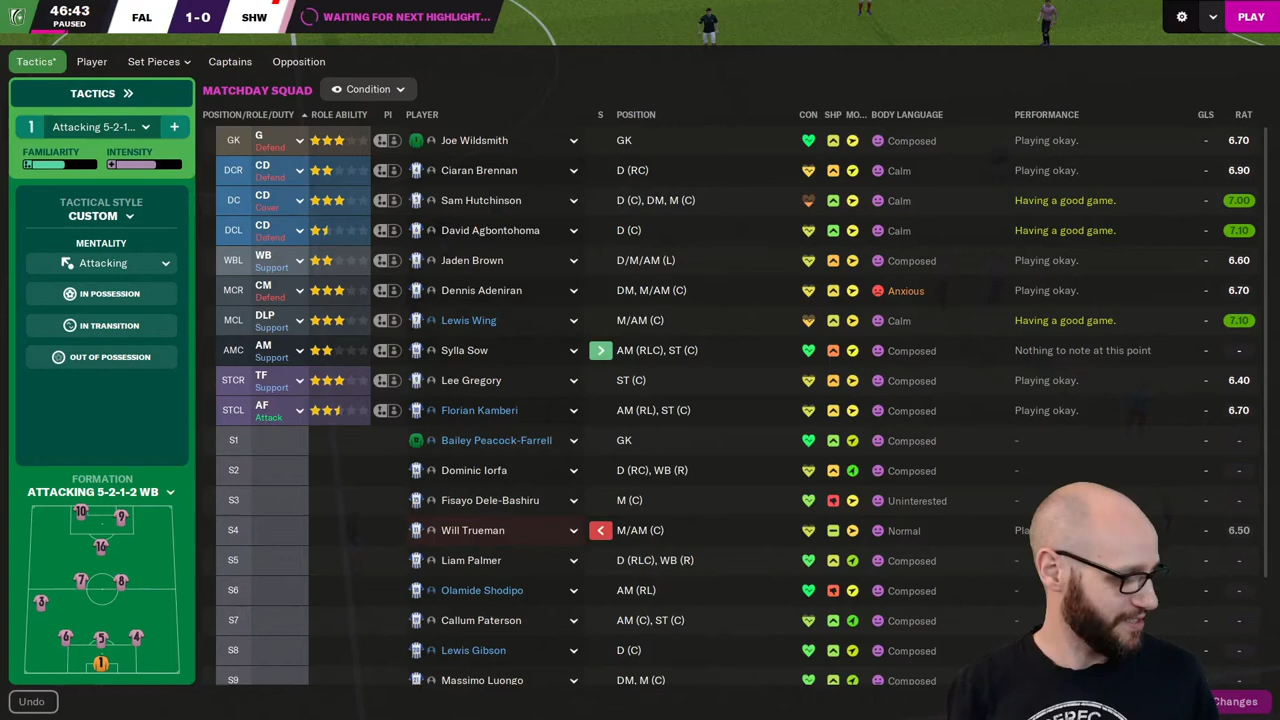 46:43
PAUSED
FAL
1-0
SHW
WAITING FOR NEXT HIGHLIGHT...
PLAY
Tactics*
Player
Set Pieces
Captains
Opposition
TACTICS
MATCHDAY SQUAD
Condition
1 Attacking 5-2-1...
FAMILIARITY
INTENSITY
TACTICAL STYLE
CUSTOM
MENTALITY
Attacking
IN POSSESSION
IN TRANSITION
OUT OF POSSESSION
FORMATION
ATTACKING 5-2-1-2 WB
10
9
16
7
8
3
6
5
4
1
Undo
POSITION/ROLE/DUTY ROLE ABILITY PI PLAYER S POSITION CON SHP MO... BODY LANGUAGE PERFORMANCE GLS RAT
GK G Defend Joe Wildsmith GK Composed Playing okay. - 6.70
DCR CD Defend Ciaran Brennan D (RC) Calm Playing okay. - 6.90
DC CD Cover Sam Hutchinson D (C), DM, M (C) Calm Having a good game. - 7.00
DCL CD Defend David Agbontohoma D (C) Calm Having a good game. - 7.10
WBL WB Support Jaden Brown D/M/AM (L) Composed Playing okay. - 6.60
MCR CM Defend Dennis Adeniran DM, M/AM (C) Anxious Playing okay. - 6.70
MCL DLP Support Lewis Wing M/AM (C) Calm Having a good game. - 7.10
AMC AM Support Sylla Sow AM (RLC), ST (C) Composed Nothing to note at this point - -
STCR TF Support Lee Gregory ST (C) Composed Playing okay. - 6.40
STCL AF Attack Florian Kamberi AM (RL), ST (C) Composed Playing okay. - 6.70
S1 Bailey Peacock-Farrell GK Composed - - -
S2 Dominic Iorfa D (RC), WB (R) Composed - - -
S3 Fisayo Dele-Bashiru M (C) Uninterested - - -
S4 Will Trueman M/AM (C) Normal - 6.50
S5 Liam Palmer D (RLC), WB (R) Composed - -
S6 Olamide Shodipo AM (RL) Composed - -
S7 Callum Paterson AM (C), ST (C) Composed - -
S8 Lewis Gibson D (C) Composed - -
S9 Massimo Luongo DM, M (C) Composed
Changes